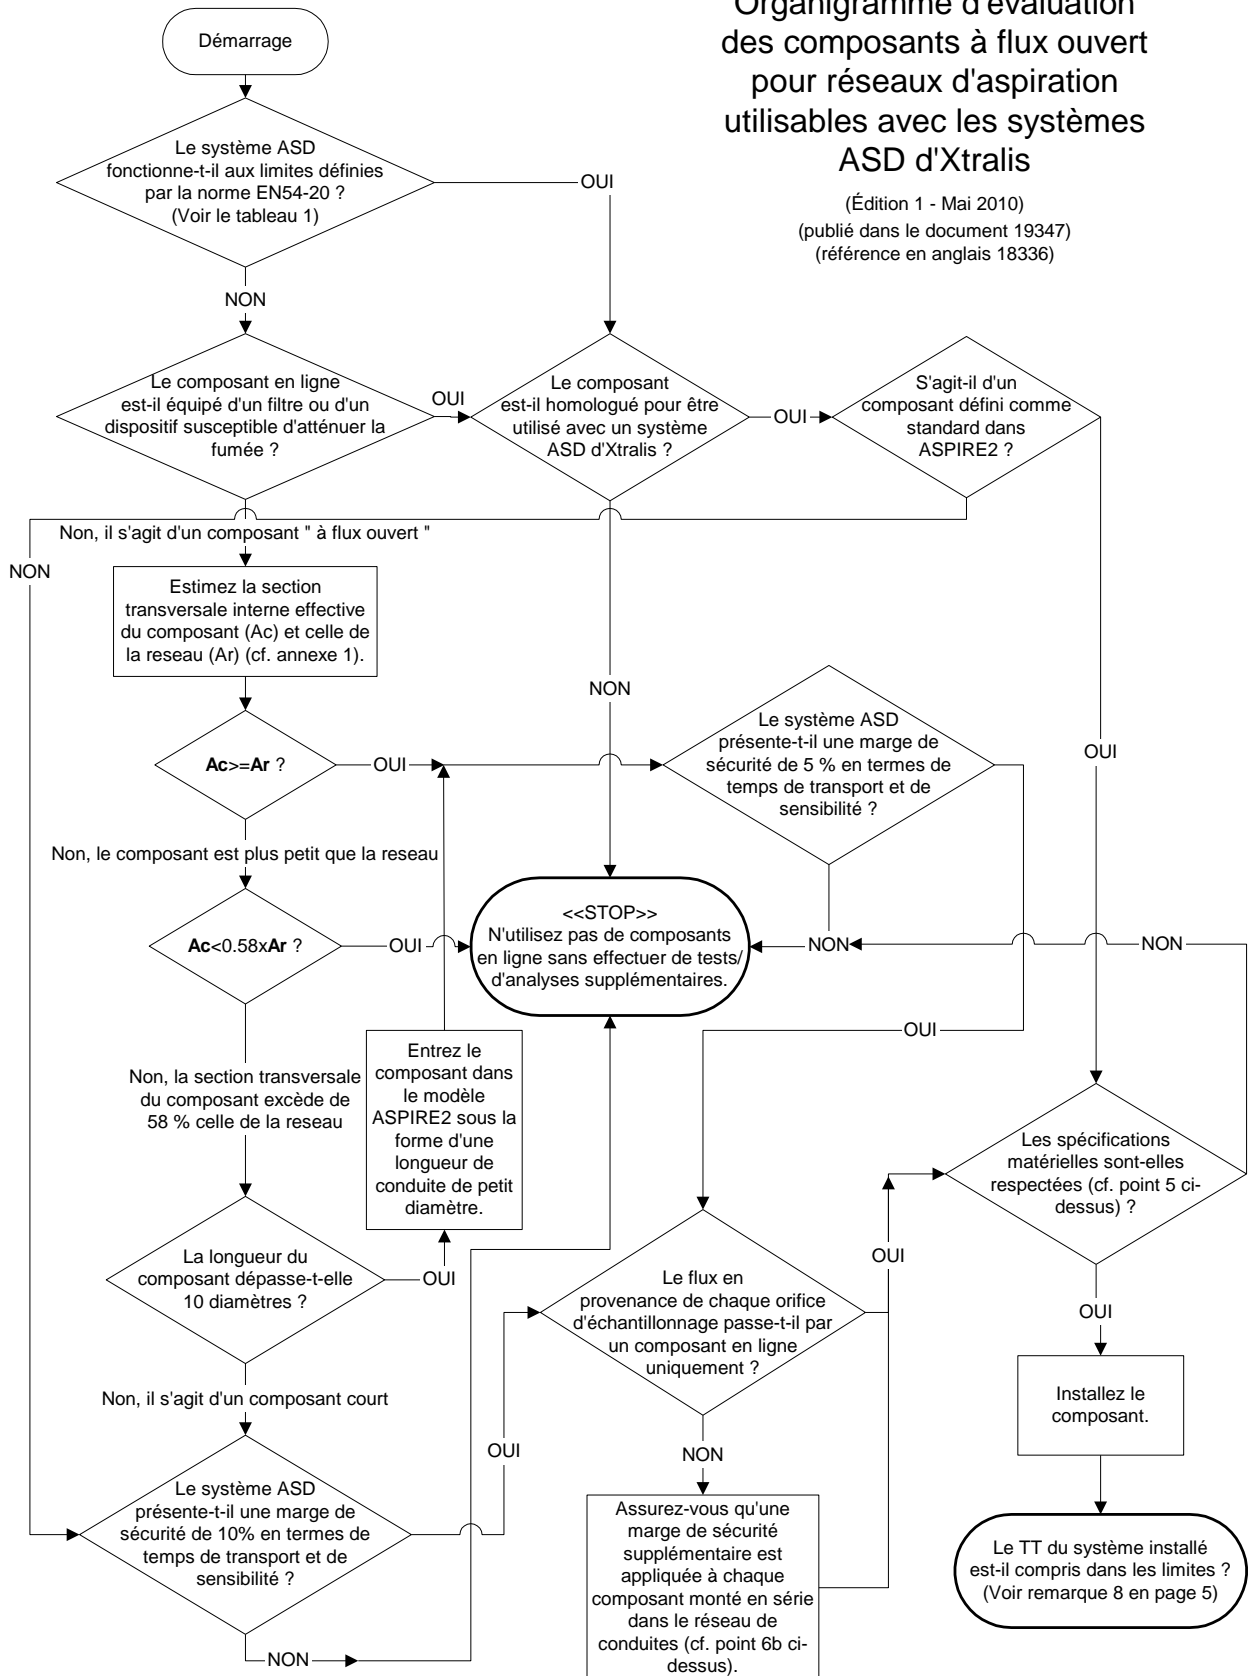 Organigramme d'évaluation
des composants à flux ouvert
pour réseaux d'aspiration
utilisables avec les systèmes
ASD d'Xtralis
(Édition 1 - Mai 2010)
(publié dans le document 19347)
(référence en anglais 18336)
Démarrage
Le système ASD
fonctionne-t-il aux limites définies
par la norme EN54-20 ?
(Voir le tableau 1)
OUI
NON
Le composant en ligne
est-il équipé d'un filtre ou d'un
dispositif susceptible d'atténuer la
fumée ?
OUI
Le composant
est-il homologué pour être
utilisé avec un système
ASD d'Xtralis ?
OUI
S'agit-il d'un
composant défini comme
standard dans
ASPIRE2 ?
Non, il s'agit d'un composant " à flux ouvert "
NON
Estimez la section
transversale interne effective
du composant (Ac) et celle de
la reseau (Ar) (cf. annexe 1).
NON
Le système ASD
présente-t-il une marge de
sécurité de 5 % en termes de
temps de transport et de
sensibilité ?
OUI
Ac>=Ar ?
OUI
Non, le composant est plus petit que la reseau
<<STOP>>
N'utilisez pas de composants
en ligne sans effectuer de tests/
d'analyses supplémentaires.
Ac<0.58xAr ?
OUI
NON
NON
OUI
Non, la section transversale
du composant excède de
58 % celle de la reseau
Entrez le
composant dans
le modèle
ASPIRE2 sous la
forme d'une
longueur de
conduite de petit
diamètre.
Les spécifications
matérielles sont-elles
respectées (cf. point 5 ci-
dessus) ?
La longueur du
composant dépasse-t-elle
10 diamètres ?
OUI
Le flux en
provenance de chaque orifice
d'échantillonnage passe-t-il par
un composant en ligne
uniquement ?
OUI
OUI
Non, il s'agit d'un composant court
Installez le
composant.
OUI
NON
Le système ASD
présente-t-il une marge de
sécurité de 10% en termes de
temps de transport et de
sensibilité ?
Assurez-vous qu'une
marge de sécurité
supplémentaire est
appliquée à chaque
composant monté en série
dans le réseau de
conduites (cf. point 6b ci-
dessus).
Le TT du système installé
est-il compris dans les limites ?
(Voir remarque 8 en page 5)
NON